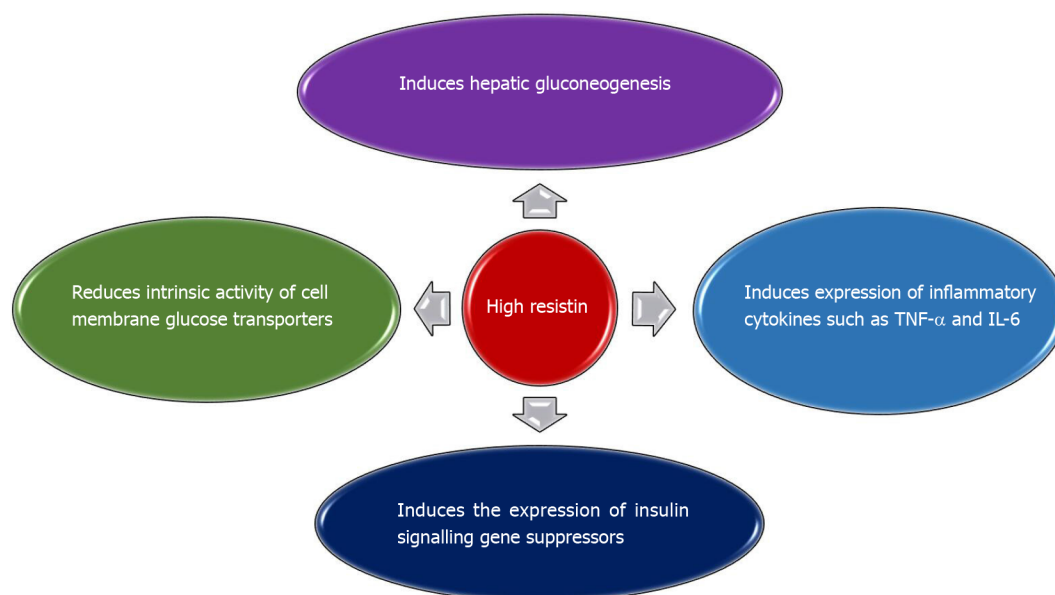 Induces hepatic gluconeogenesis
Reduces intrinsic activity of cell
membrane glucose transporters
High resistin
Induces expression of inflammatory
cytokines such as TNF-α and IL-6
Induces the expression of insulin
signalling gene suppressors